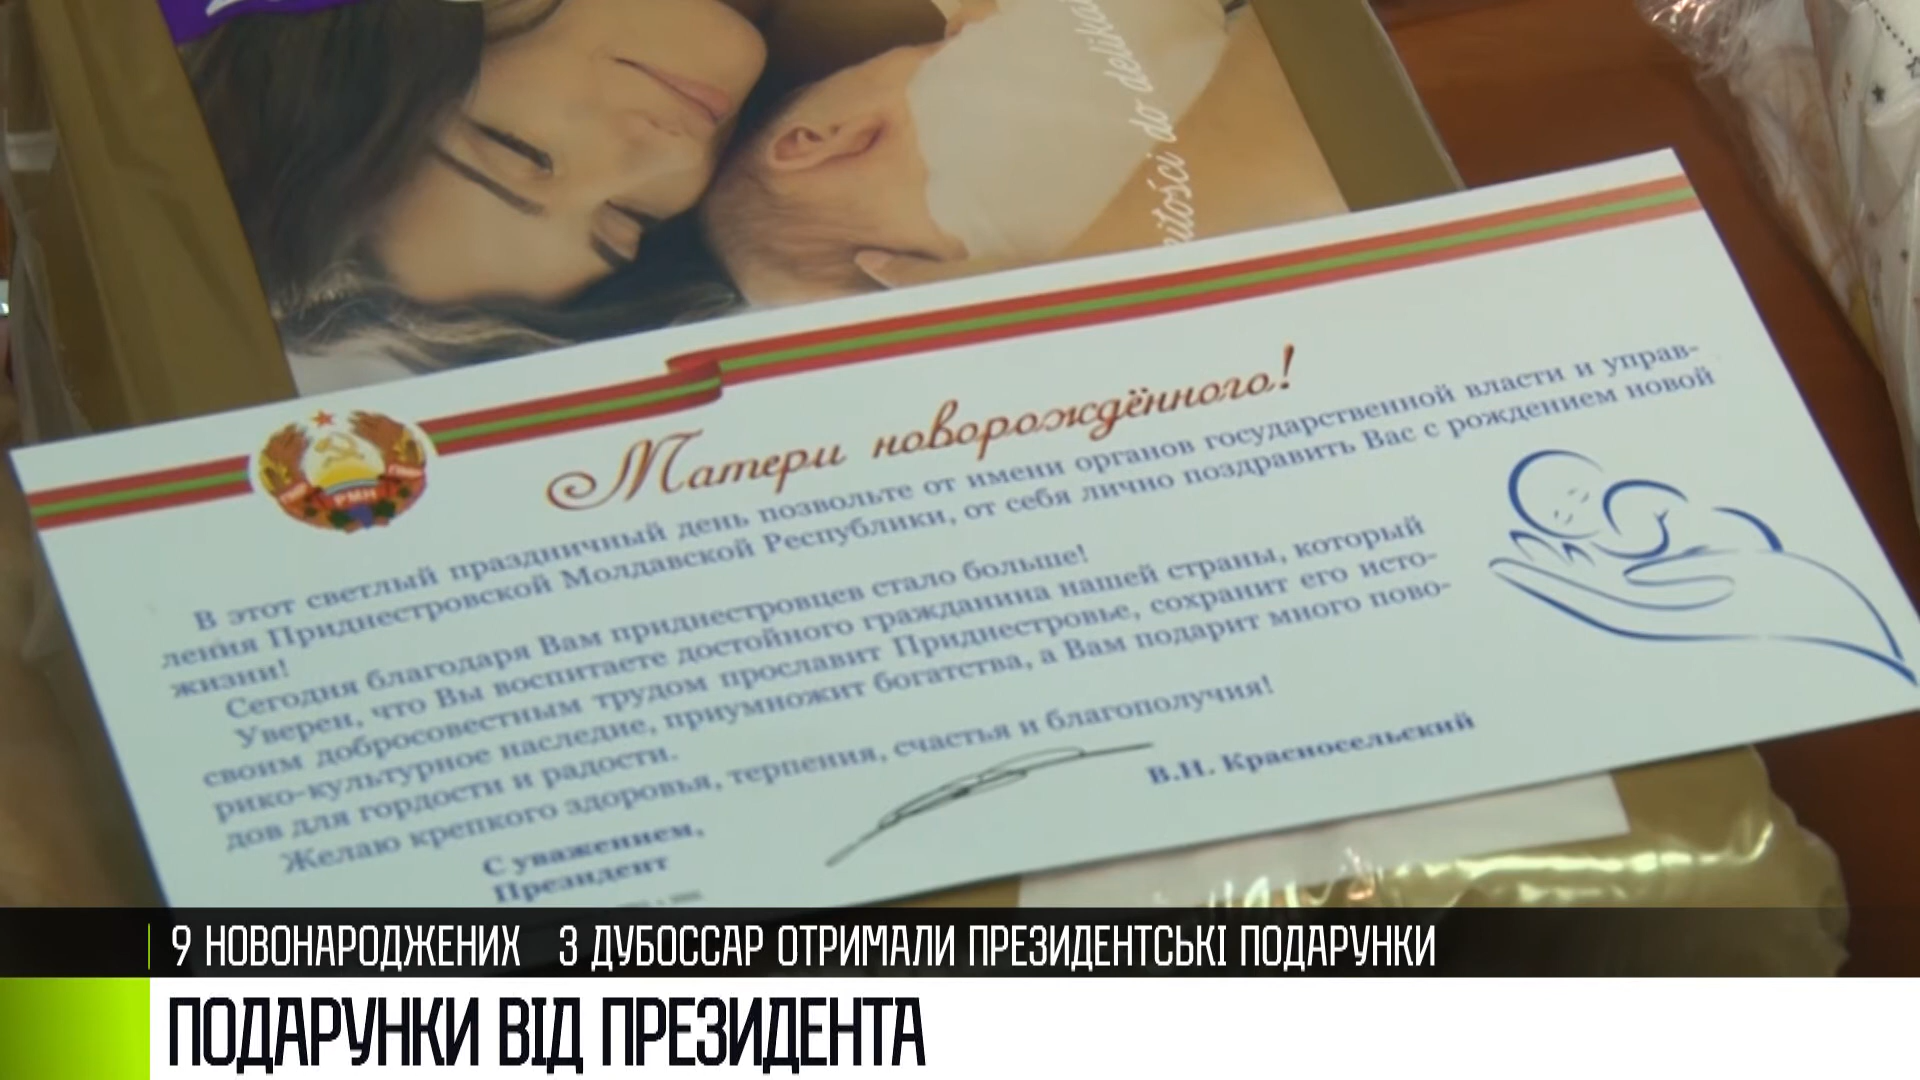 itości do delika
Матери новорождённого!
В этот светлый праздничный день позвольте от имени органов государственной власти и управ-
ления Приднестровской Молдавской Республики, от себя лично поздравить Вас с рождением новой
жизни!
Сегодня благодаря Вам приднестровцев стало больше!
Уверен, что Вы воспитаете достойного гражданина нашей страны, который
своим добросовестным трудом прославит Приднестровье, сохранит его исто-
рико-культурное наследие, приумножит богатства, а Вам подарит много пово-
дов для гордости и радости.
Желаю крепкого здоровья, терпения, счастья и благополучия!
С уважением,
Президент
В.Н. Красносельский
РМН
9 НОВОНАРОДЖЕНИХ З ДУБОССАР ОТРИМАЛИ ПРЕЗИДЕНТСЬКІ ПОДАРУНКИ
ПОДАРУНКИ ВІД ПРЕЗИДЕНТА